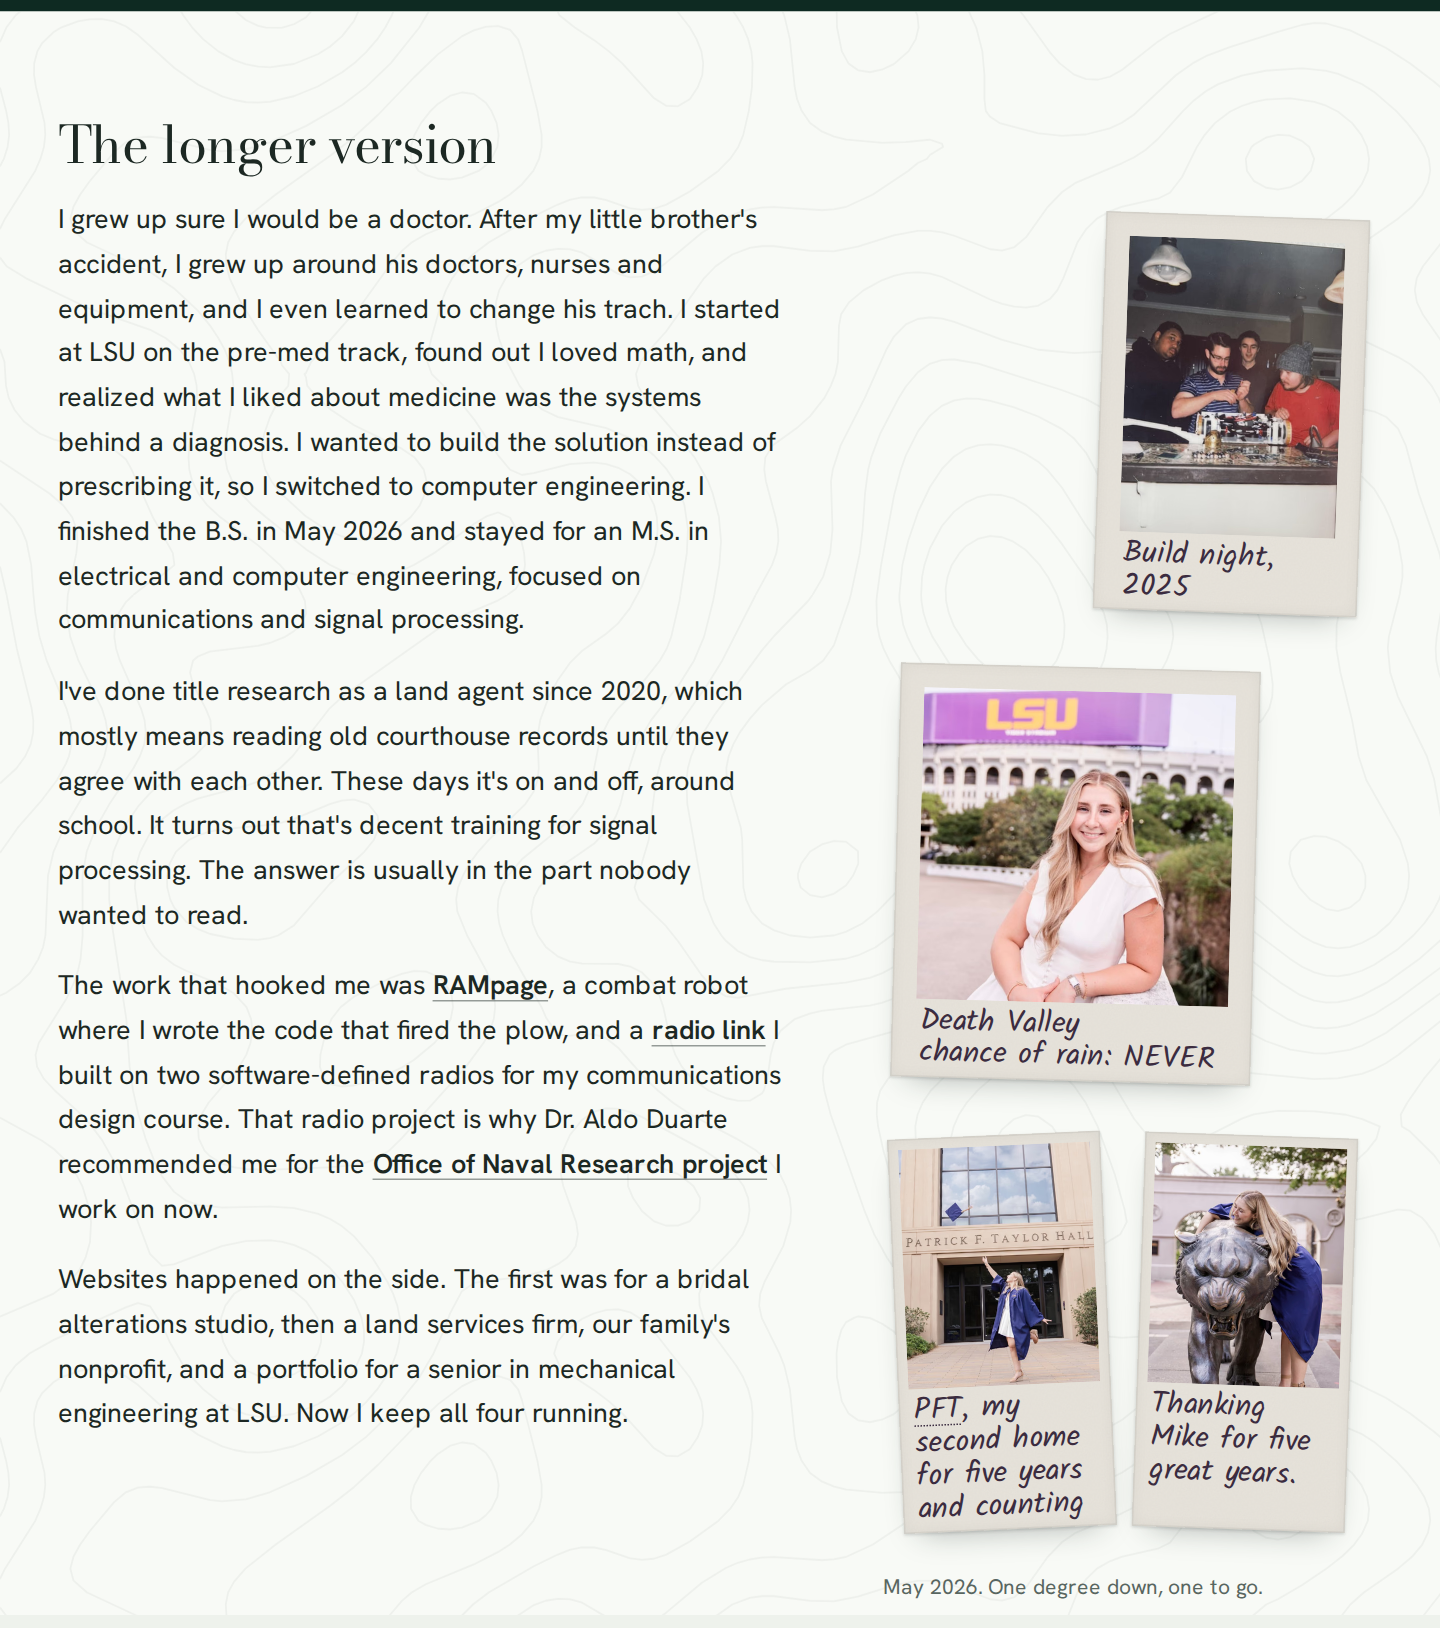 The longer version
I grew up sure I would be a doctor. After my little brother's
accident, I grew up around his doctors, nurses and
equipment, and I even learned to change his trach. I started
at LSU on the pre-med track, found out I loved math, and
realized what I liked about medicine was the systems
behind a diagnosis. I wanted to build the solution instead of
prescribing it, so I switched to computer engineering. I
finished the B.S. in May 2026 and stayed for an M.S. in
electrical and computer engineering, focused on
communications and signal processing.
I've done title research as a land agent since 2020, which
mostly means reading old courthouse records until they
agree with each other. These days it's on and off, around
school. It turns out that's decent training for signal
processing. The answer is usually in the part nobody
wanted to read.
The work that hooked me was RAMpage, a combat robot
where I wrote the code that fired the plow, and a radio link I
built on two software-defined radios for my communications
design course. That radio project is why Dr. Aldo Duarte
recommended me for the Office of Naval Research project I
work on now.
Websites happened on the side. The first was for a bridal
alterations studio, then a land services firm, our family's
nonprofit, and a portfolio for a senior in mechanical
engineering at LSU. Now I keep all four running.
Build night,
2025
LSU
Death Valley
chance of rain: NEVER
PATRICK F. TAYLOR HALL
PFT, my
second home
for five years
and counting
Thanking
Mike for five
great years.
May 2026. One degree down, one to go.